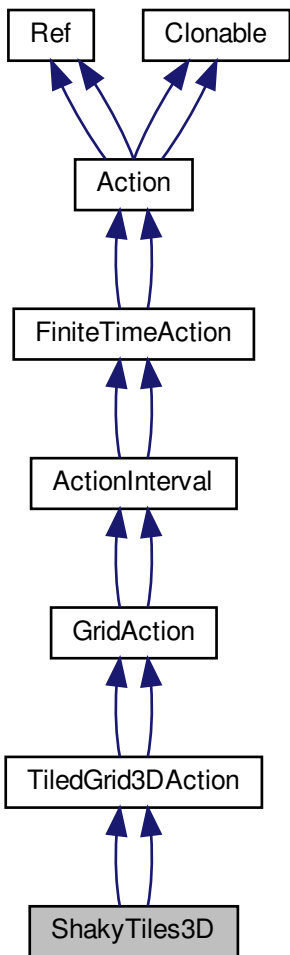 Ref
Clonable
Action
FiniteTimeAction
ActionInterval
GridAction
TiledGrid3DAction
ShakyTiles3D